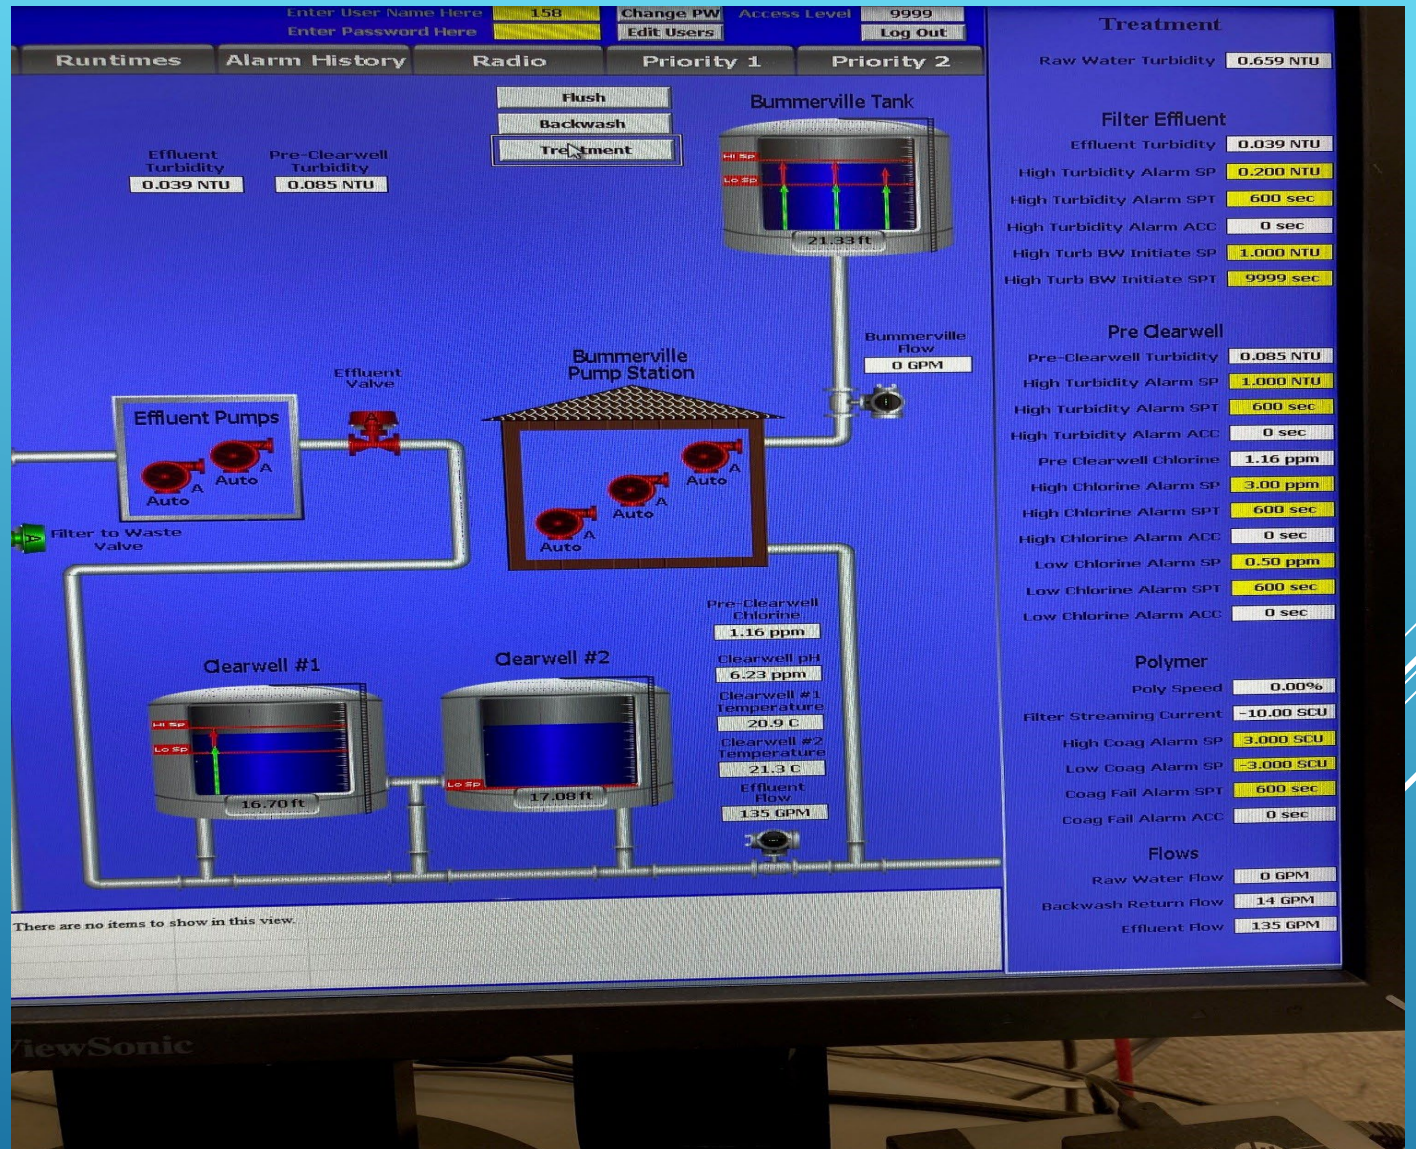 Enter User Name Here 158 Change PW Access Level 9999
Enter Password Here Edit Users Log Out
Runtimes Alarm History Radio Priority 1 Priority 2
Flush
Backwash
Treatment
Effluent
Turbidity
0.039 NTU
Pre-Clearwell
Turbidity
0.085 NTU
Bummerville Tank
Hi Sp
Lo Sp
21.33 ft
Bummerville
Flow
0 GPM
Bummerville
Pump Station
Auto A
Auto A
Auto A
Effluent
Valve
A
Effluent Pumps
Auto A
Auto A
A
Filter to Waste
Valve
Clearwell #1
Hi Sp
Lo Sp
16.70 ft
Clearwell #2
Lo Sp
17.08 ft
Pre-Clearwell
Chlorine
1.16 ppm
Clearwell pH
6.23 ppm
Clearwell #1
Temperature
20.9 C
Clearwell #2
Temperature
21.3 C
Effluent
Flow
135 GPM
There are no items to show in this view.
Treatment
Raw Water Turbidity 0.659 NTU
Filter Effluent
Effluent Turbidity 0.039 NTU
High Turbidity Alarm SP 0.200 NTU
High Turbidity Alarm SPT 600 sec
High Turbidity Alarm ACC 0 sec
High Turb BW Initiate SP 1.000 NTU
High Turb BW Initiate SPT 9999 sec
Pre Clearwell
Pre-Clearwell Turbidity 0.085 NTU
High Turbidity Alarm SP 1.000 NTU
High Turbidity Alarm SPT 600 sec
High Turbidity Alarm ACC 0 sec
Pre Clearwell Chlorine 1.16 ppm
High Chlorine Alarm SP 3.00 ppm
High Chlorine Alarm SPT 600 sec
High Chlorine Alarm ACC 0 sec
Low Chlorine Alarm SP 0.50 ppm
Low Chlorine Alarm SPT 600 sec
Low Chlorine Alarm ACC 0 sec
Polymer
Poly Speed 0.00%
Filter Streaming Current -10.00 SCU
High Coag Alarm SP 3.000 SCU
Low Coag Alarm SP -3.000 SCU
Coag Fail Alarm SPT 600 sec
Coag Fail Alarm ACC 0 sec
Flows
Raw Water Flow 0 GPM
Backwash Return Flow 14 GPM
Effluent Flow 135 GPM
ViewSonic
hp